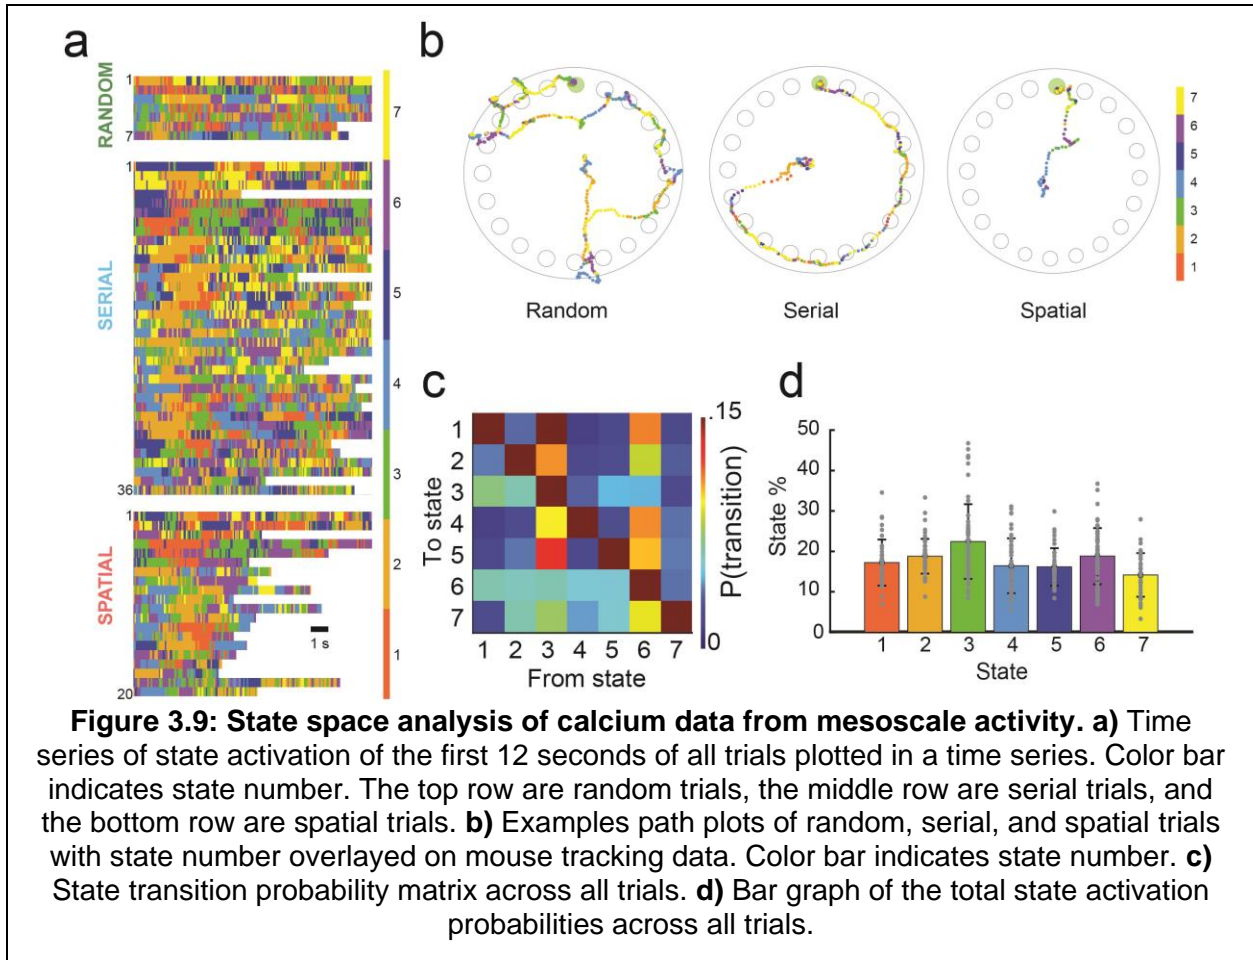 a
RANDOM
1
7
SERIAL
1
36
SPATIAL
1
20
1 s
7
6
5
4
3
2
1
b
Random
Serial
Spatial
7
6
5
4
3
2
1
c
To state
1
2
3
4
5
6
7
1 2 3 4 5 6 7
From state
.15
P(transition)
0
d
State %
50
40
30
20
10
0
1 2 3 4 5 6 7
State
Figure 3.9: State space analysis of calcium data from mesoscale activity. a) Time
series of state activation of the first 12 seconds of all trials plotted in a time series. Color bar
indicates state number. The top row are random trials, the middle row are serial trials, and
the bottom row are spatial trials. b) Examples path plots of random, serial, and spatial trials
with state number overlayed on mouse tracking data. Color bar indicates state number. c)
State transition probability matrix across all trials. d) Bar graph of the total state activation
probabilities across all trials.